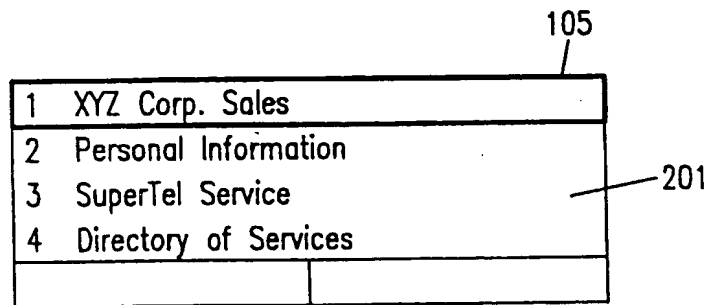 105
1 XYZ Corp. Sales
2 Personal Information
3 SuperTel Service
201
4 Directory of Services